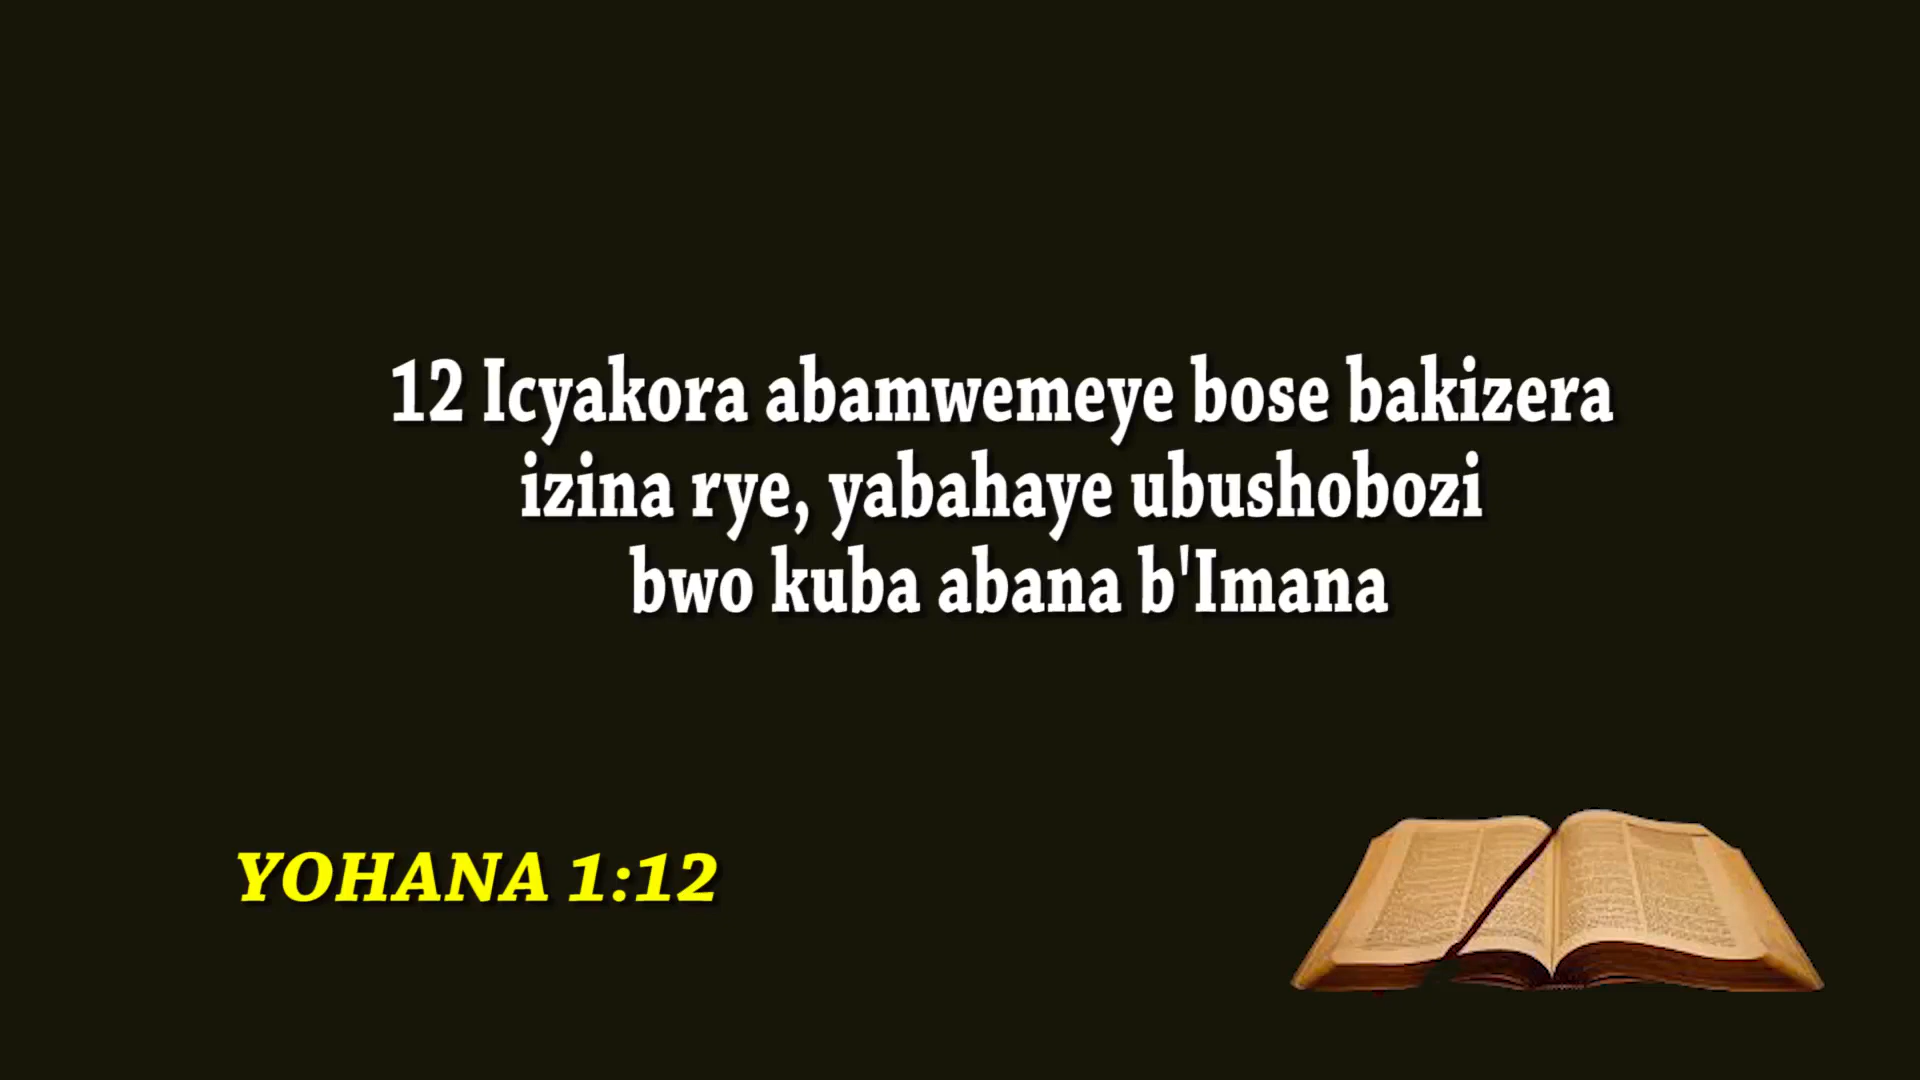 12 Icyakora abamwemeye bose bakizera
izina rye, yabahaye ubushobozi
bwo kuba abana b'Imana
YOHANA 1:12